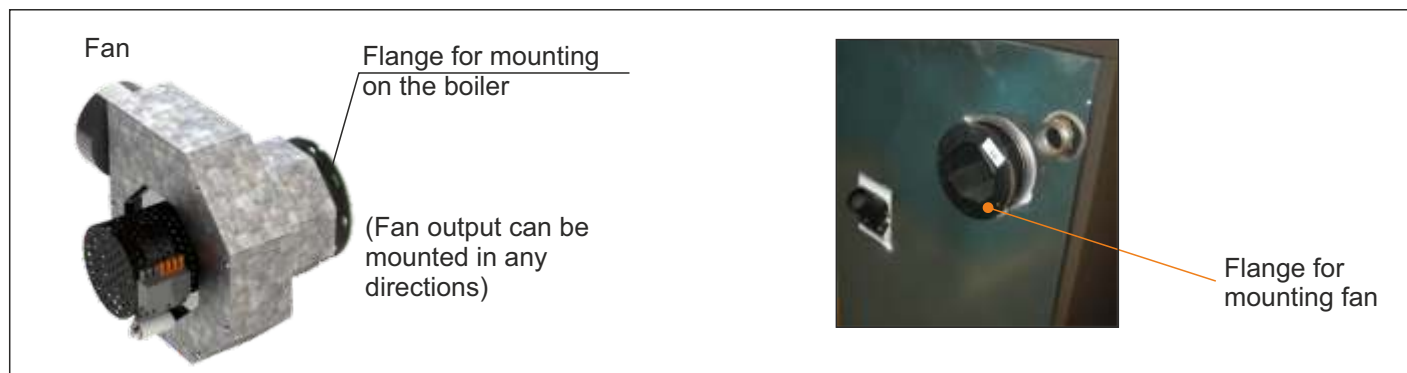 Fan
Flange for mounting
on the boiler
(Fan output can be
mounted in any
directions)
Flange for
mounting fan